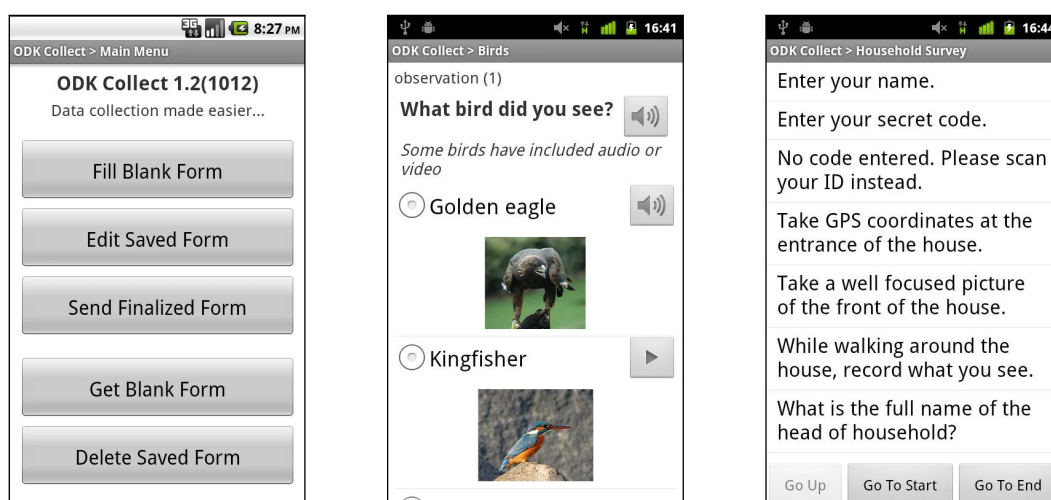 3G 8:27 PM
ODK Collect > Main Menu
ODK Collect 1.2(1012)
Data collection made easier...
Fill Blank Form
Edit Saved Form
Send Finalized Form
Get Blank Form
Delete Saved Form
H 16:41
ODK Collect > Birds
observation (1)
What bird did you see?
Some birds have included audio or
video
Golden eagle
Kingfisher
H 16:44
ODK Collect > Household Survey
Enter your name.
Enter your secret code.
No code entered. Please scan
your ID instead.
Take GPS coordinates at the
entrance of the house.
Take a well focused picture
of the front of the house.
While walking around the
house, record what you see.
What is the full name of the
head of household?
Go Up
Go To Start
Go To End